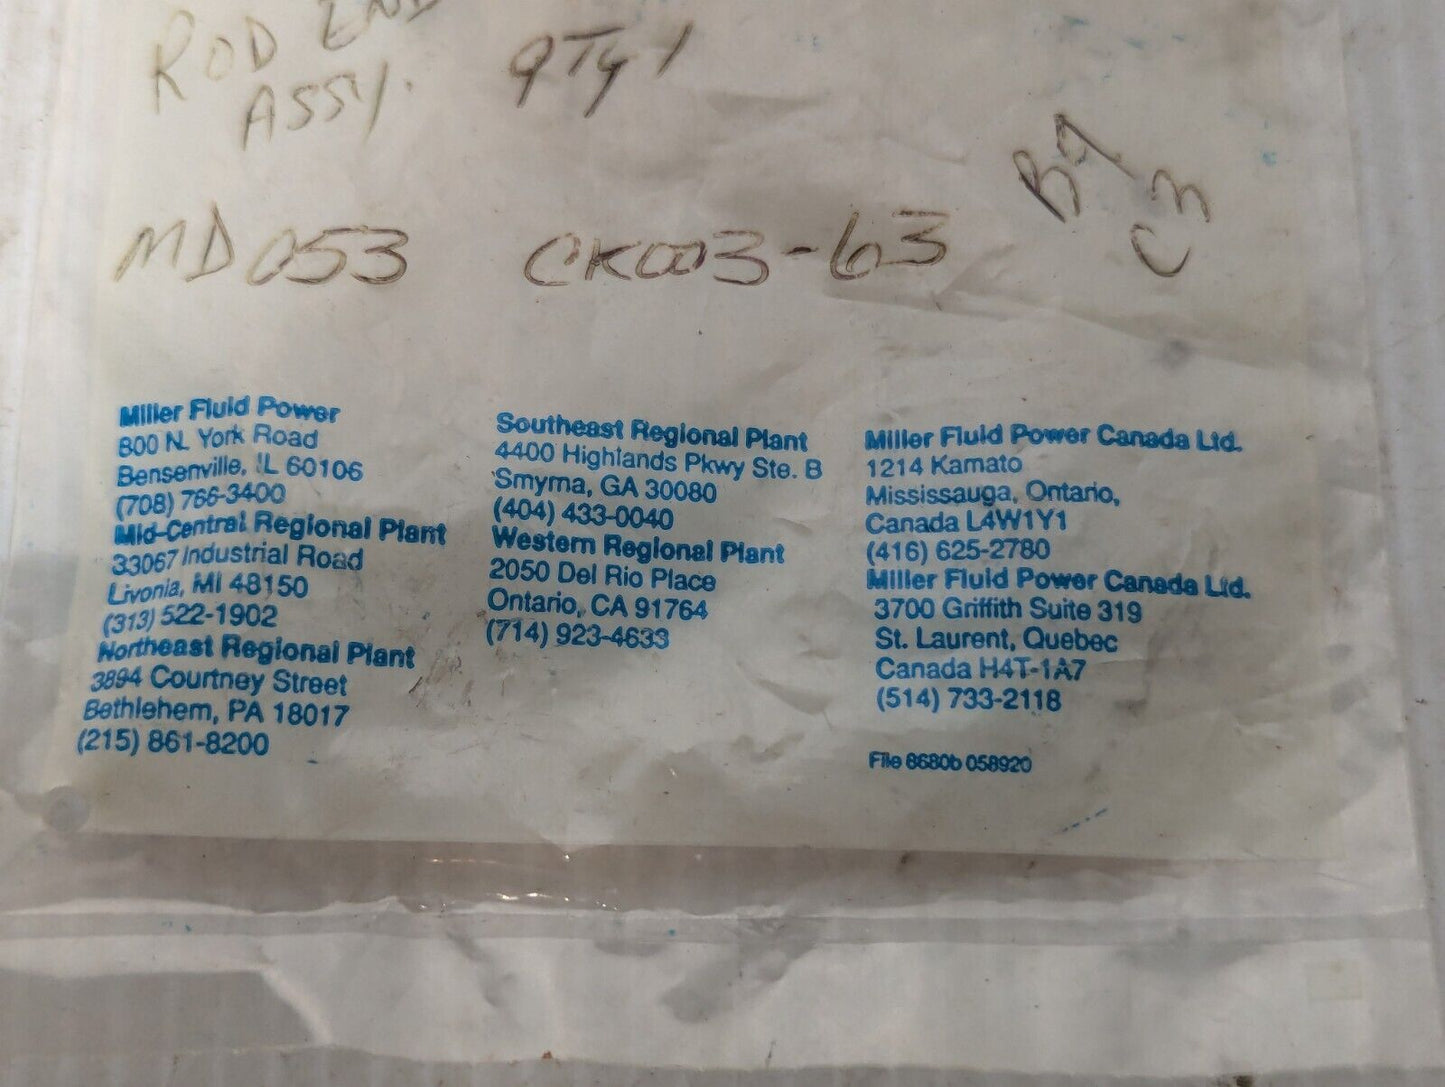 ROD END
ASSY.
QTY 1
B9
C3
MD053
CK003-63
Miller Fluid Power
800 N. York Road
Bensenville, IL 60106
(708) 766-3400
Mid-Central Regional Plant
33067 Industrial Road
Livonia, MI 48150
(313) 522-1902
Northeast Regional Plant
3894 Courtney Street
Bethlehem, PA 18017
(215) 861-8200
Southeast Regional Plant
4400 Highlands Pkwy Ste. B
Smyrna, GA 30080
(404) 433-0040
Western Regional Plant
2050 Del Rio Place
Ontario, CA 91764
(714) 923-4633
Miller Fluid Power Canada Ltd.
1214 Kamato
Mississauga, Ontario,
Canada L4W1Y1
(416) 625-2780
Miller Fluid Power Canada Ltd.
3700 Griffith Suite 319
St. Laurent, Quebec
Canada H4T-1A7
(514) 733-2118
File 8680b 058920